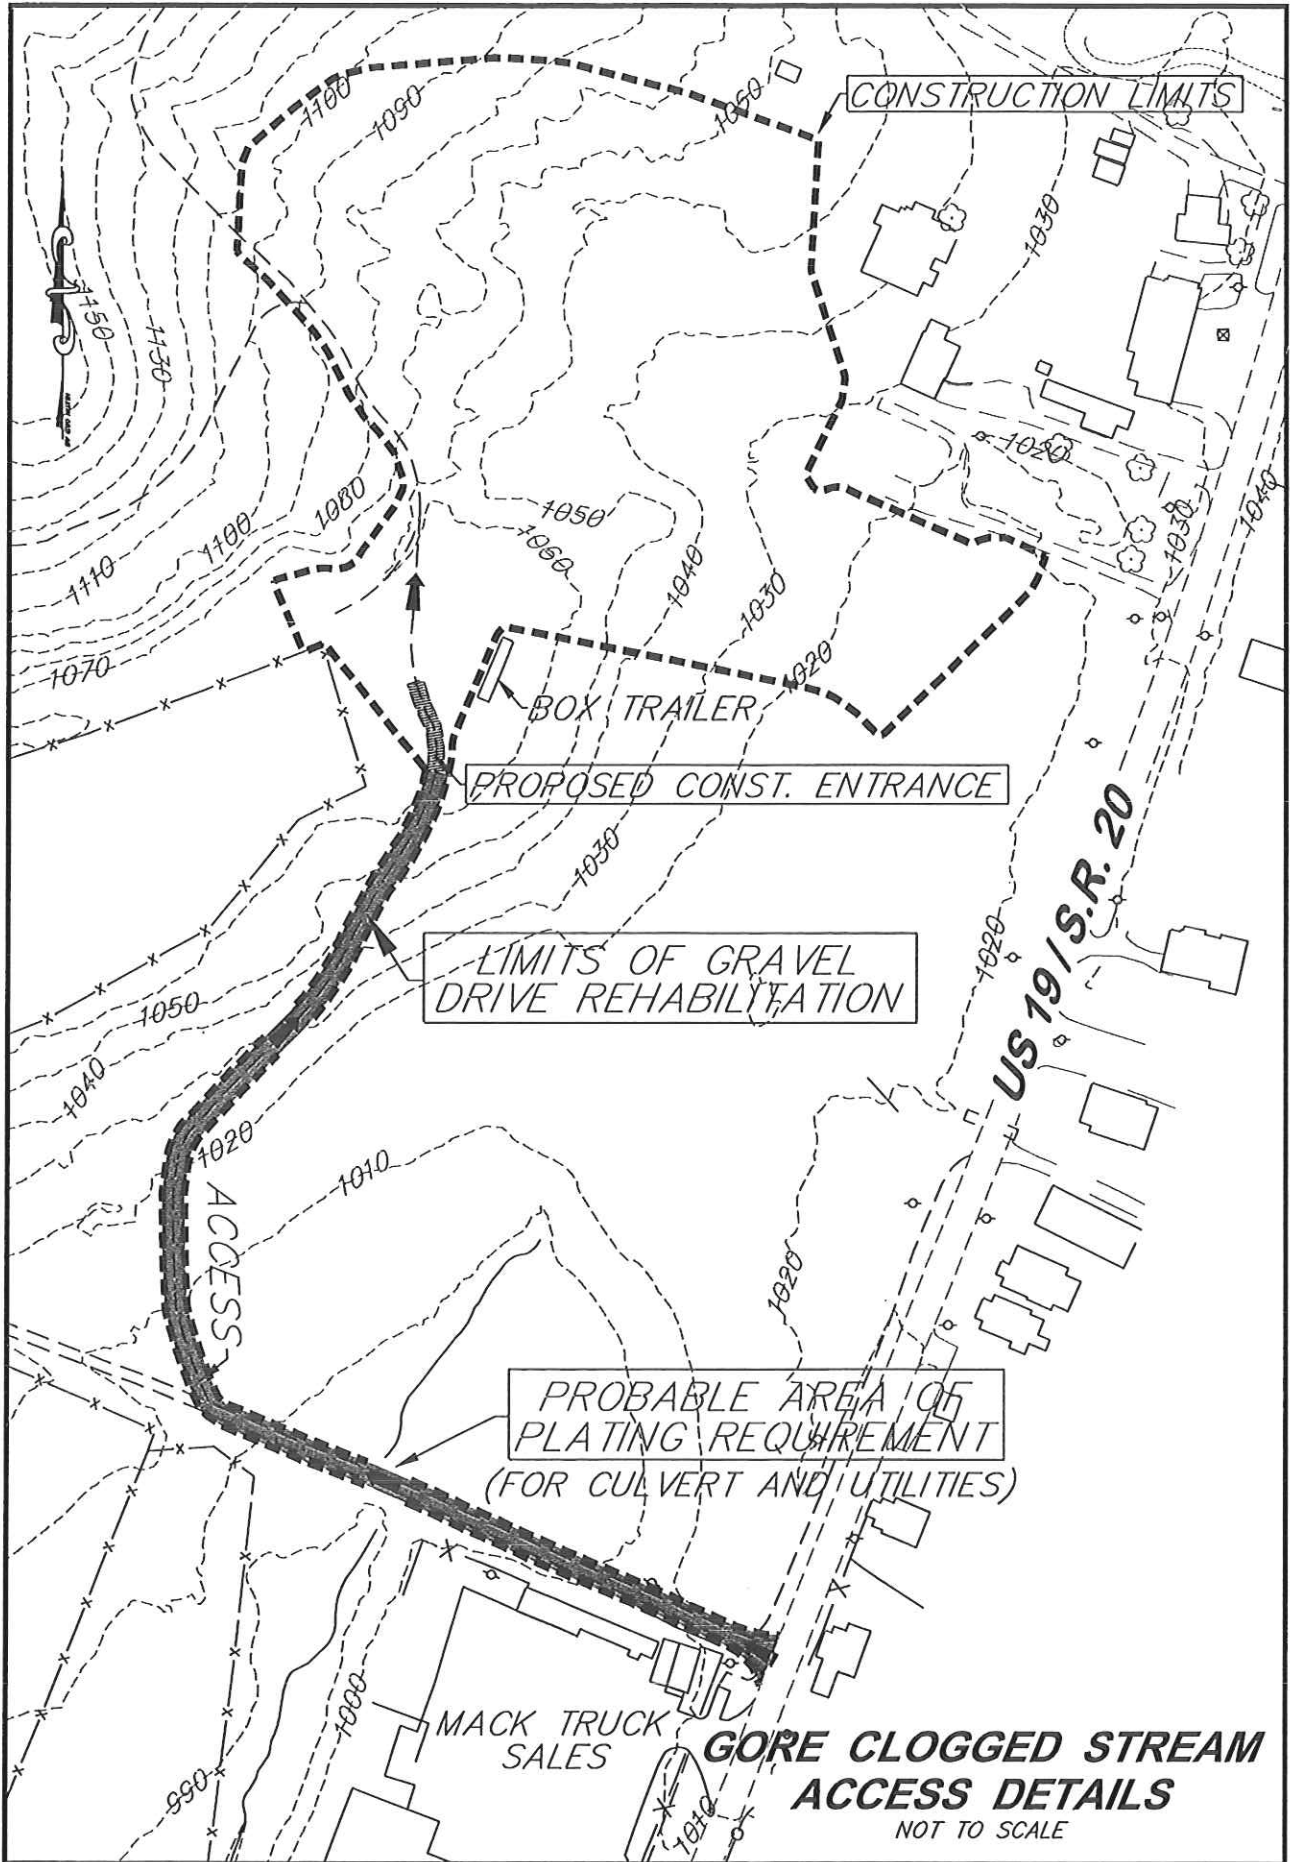 1100
1090
1060
CONSTRUCTION LIMITS
1030
1150
1130
1020
1030
1040
1050
1060
1080
1100
1110
1040
1030
1070
1020
BOX TRAILER
PROPOSED CONST. ENTRANCE
1030
US 19 / S.R. 20
1020
LIMITS OF GRAVEL
DRIVE REHABILITATION
1050
1040
1020
1010
ACCESS
1020
PROBABLE AREA OF
PLATING REQUIREMENT
(FOR CULVERT AND UTILITIES)
1000
MACK TRUCK
SALES
990
1010
GORE CLOGGED STREAM
ACCESS DETAILS
NOT TO SCALE